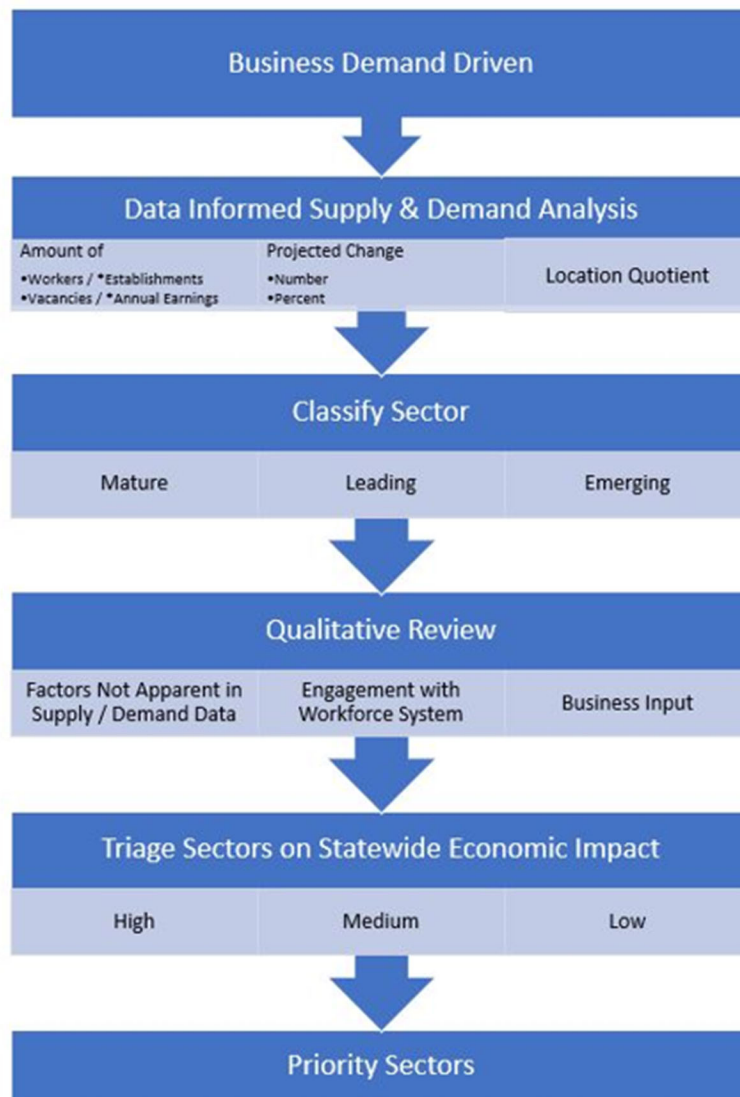 Business Demand Driven
Data Informed Supply & Demand Analysis
Amount of
•Workers / *Establishments
•Vacancies / *Annual Earnings
Projected Change
•Number
•Percent
Location Quotient
Classify Sector
Mature
Leading
Emerging
Qualitative Review
Factors Not Apparent in
Supply / Demand Data
Engagement with
Workforce System
Business Input
Triage Sectors on Statewide Economic Impact
High
Medium
Low
Priority Sectors